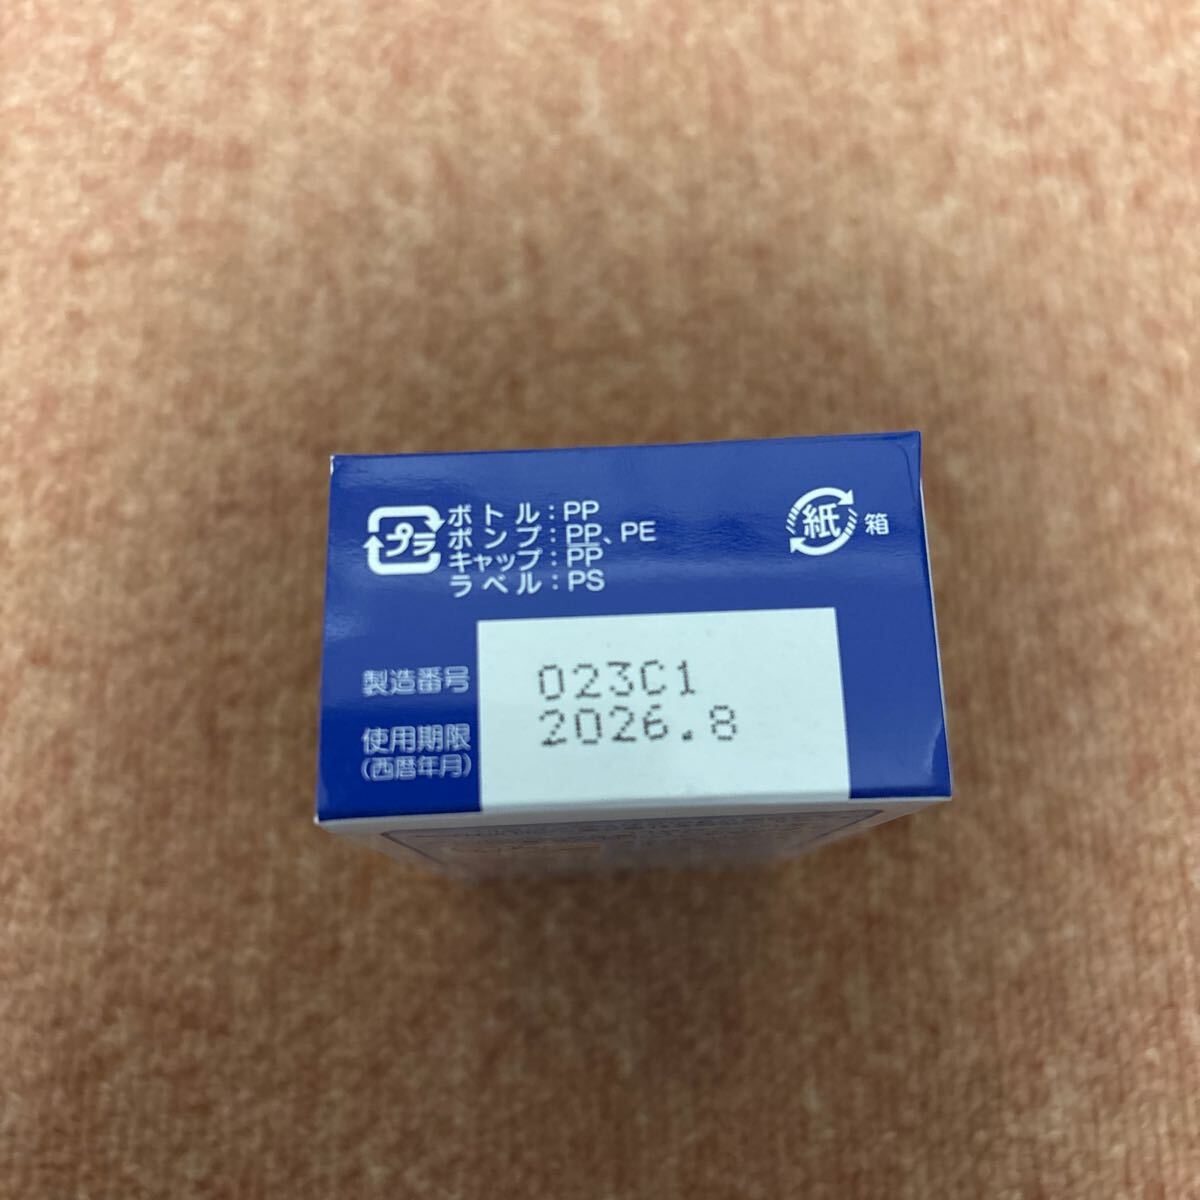 プラ
ボトル：PP
ポンプ：PP、PE
キャップ：PP
ラベル：PS
紙 箱
製造番号 023C1
使用期限 2026.8
(西暦年月)